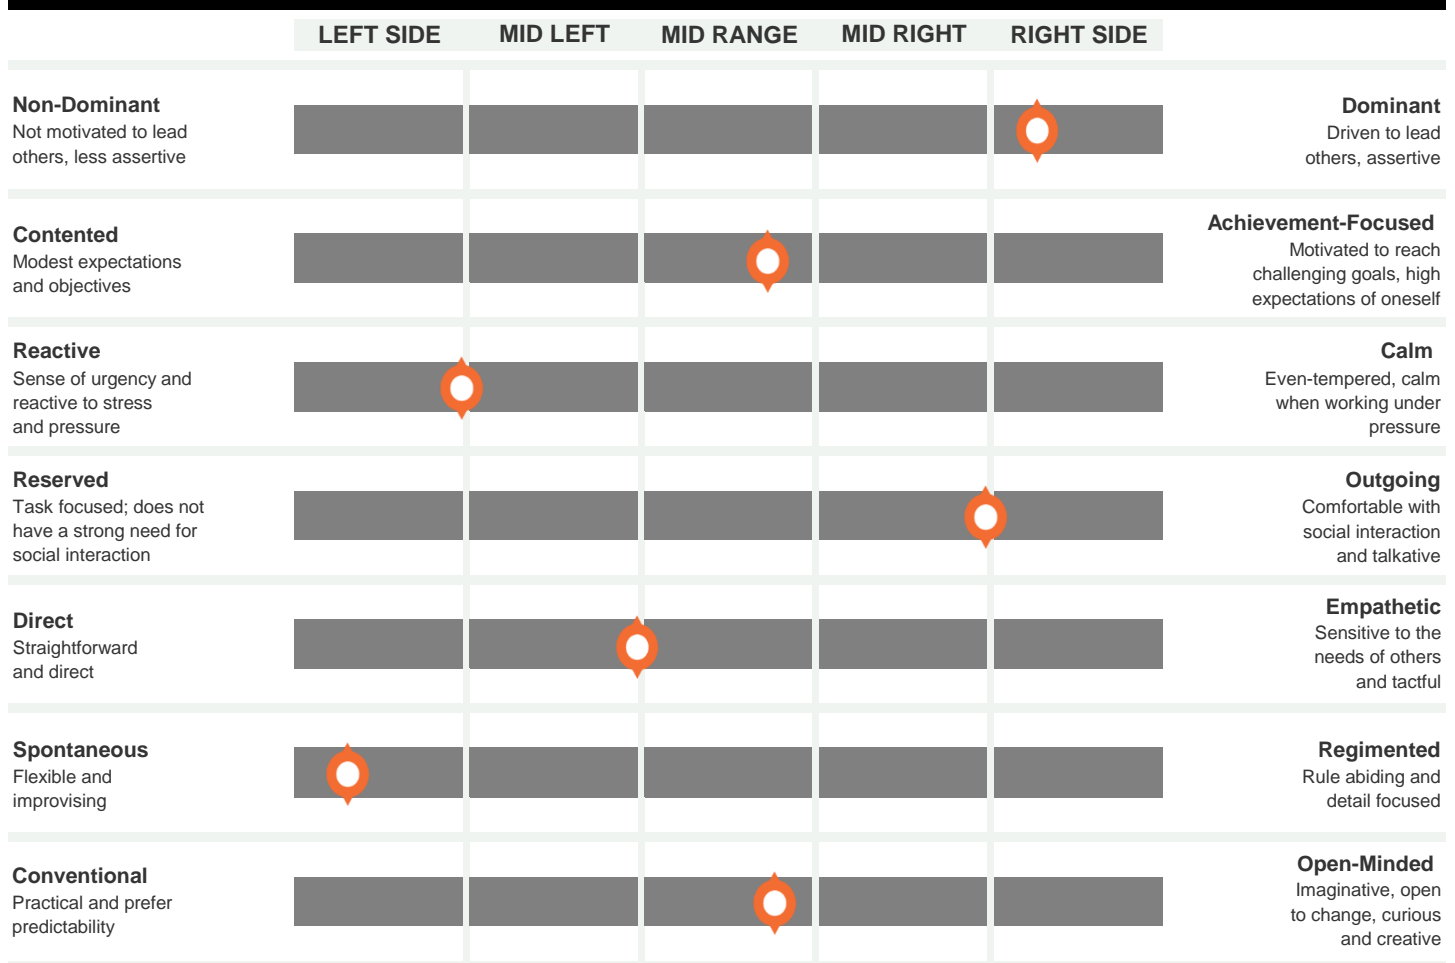 LEFT SIDE MID LEFT MID RANGE MID RIGHT RIGHT SIDE
Non-Dominant
Not motivated to lead
others, less assertive
Dominant
Driven to lead
others, assertive
Contented
Modest expectations
and objectives
Achievement-Focused
Motivated to reach
challenging goals, high
expectations of oneself
Reactive
Sense of urgency and
reactive to stress
and pressure
Calm
Even-tempered, calm
when working under
pressure
Reserved
Task focused; does not
have a strong need for
social interaction
Outgoing
Comfortable with
social interaction
and talkative
Direct
Straightforward
and direct
Empathetic
Sensitive to the
needs of others
and tactful
Spontaneous
Flexible and
improvising
Regimented
Rule abiding and
detail focused
Conventional
Practical and prefer
predictability
Open-Minded
Imaginative, open
to change, curious
and creative